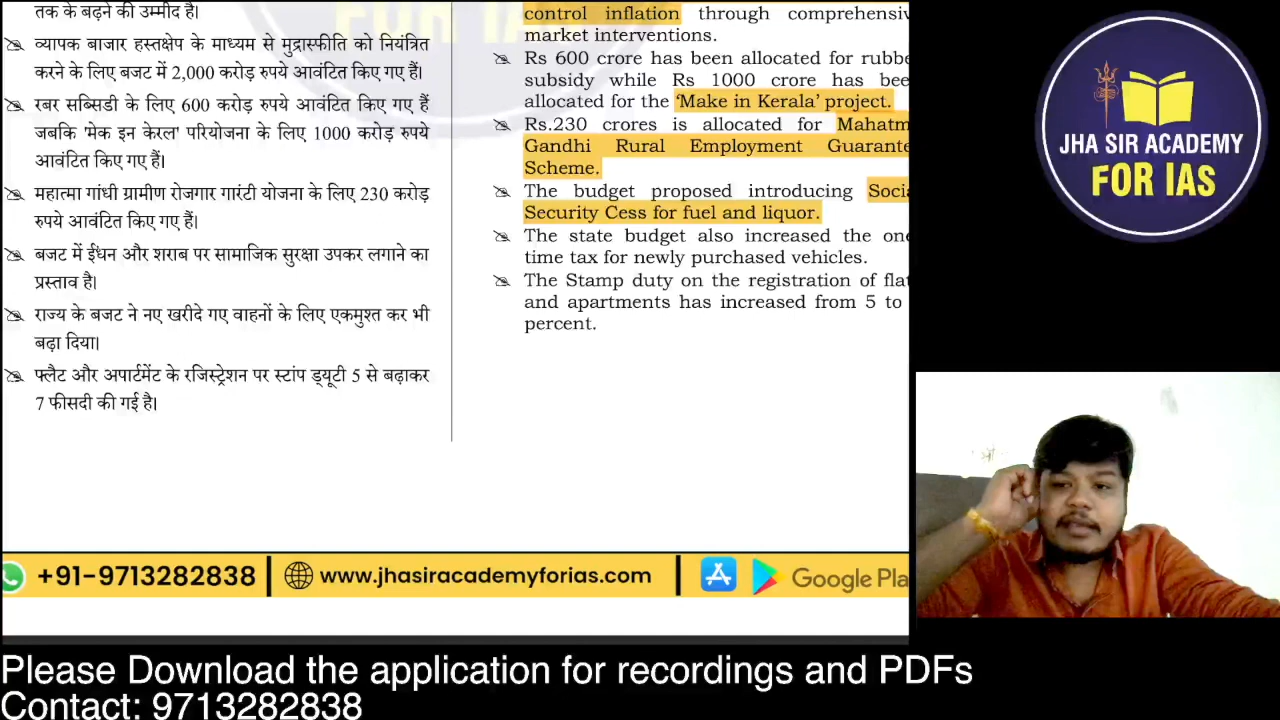 तक के बढ़ने की उम्मीद है।
व्यापक बाजार हस्तक्षेप के माध्यम से मुद्रास्फीति को नियंत्रित
करने के लिए बजट में 2,000 करोड़ रुपये आवंटित किए गए हैं।
रबर सब्सिडी के लिए 600 करोड़ रुपये आवंटित किए गए हैं
जबकि 'मेक इन केरल' परियोजना के लिए 1000 करोड़ रुपये
आवंटित किए गए हैं।
महात्मा गांधी ग्रामीण रोजगार गारंटी योजना के लिए 230 करोड़
रुपये आवंटित किए गए हैं।
बजट में ईंधन और शराब पर सामाजिक सुरक्षा उपकर लगाने का
प्रस्ताव है।
राज्य के बजट ने नए खरीदे गए वाहनों के लिए एकमुश्त कर भी
बढ़ा दिया।
फ्लैट और अपार्टमेंट के रजिस्ट्रेशन पर स्टांप ड्यूटी 5 से बढ़ाकर
7 फीसदी की गई है।
control inflation through comprehensiv
market interventions.
Rs 600 crore has been allocated for rubbe
subsidy while Rs 1000 crore has bee
allocated for the 'Make in Kerala' project.
Rs.230 crores is allocated for Mahatm
Gandhi Rural Employment Guarante
Scheme.
The budget proposed introducing Socia
Security Cess for fuel and liquor.
The state budget also increased the one
time tax for newly purchased vehicles.
The Stamp duty on the registration of flat
and apartments has increased from 5 to
percent.
JHA SIR ACADEMY
FOR IAS
+91-9713282838 | www.jhasiracademyforias.com | Google Pla
Please Download the application for recordings and PDFs
Contact: 9713282838